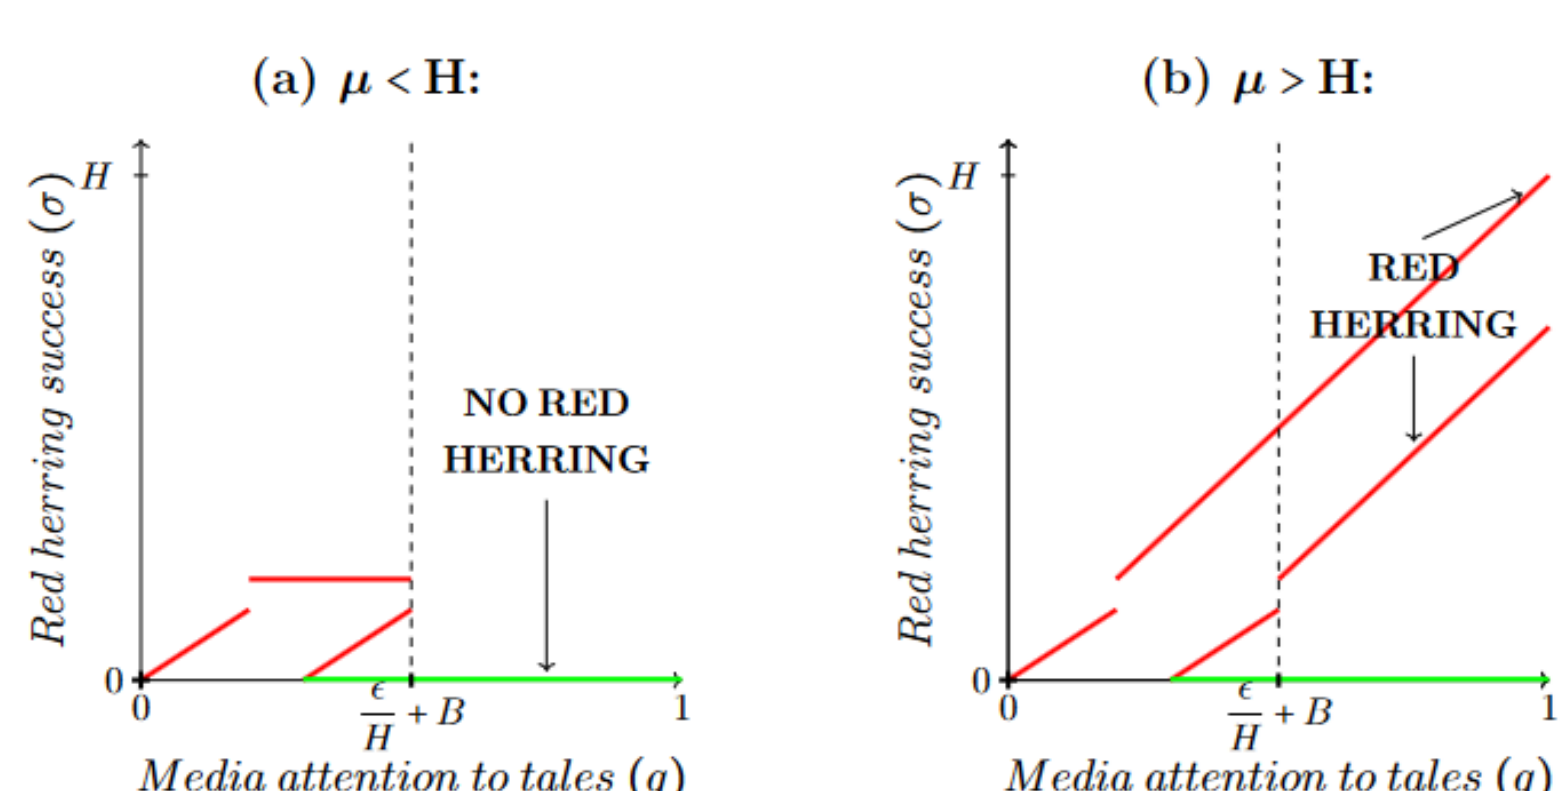 (a) μ < H:
Red herring success (σ)
H
NO RED
HERRING
0
0
ϵ/H + B
1
Media attention to tales (q)
(b) μ > H:
Red herring success (σ)
H
RED
HERRING
0
0
ϵ/H + B
1
Media attention to tales (q)